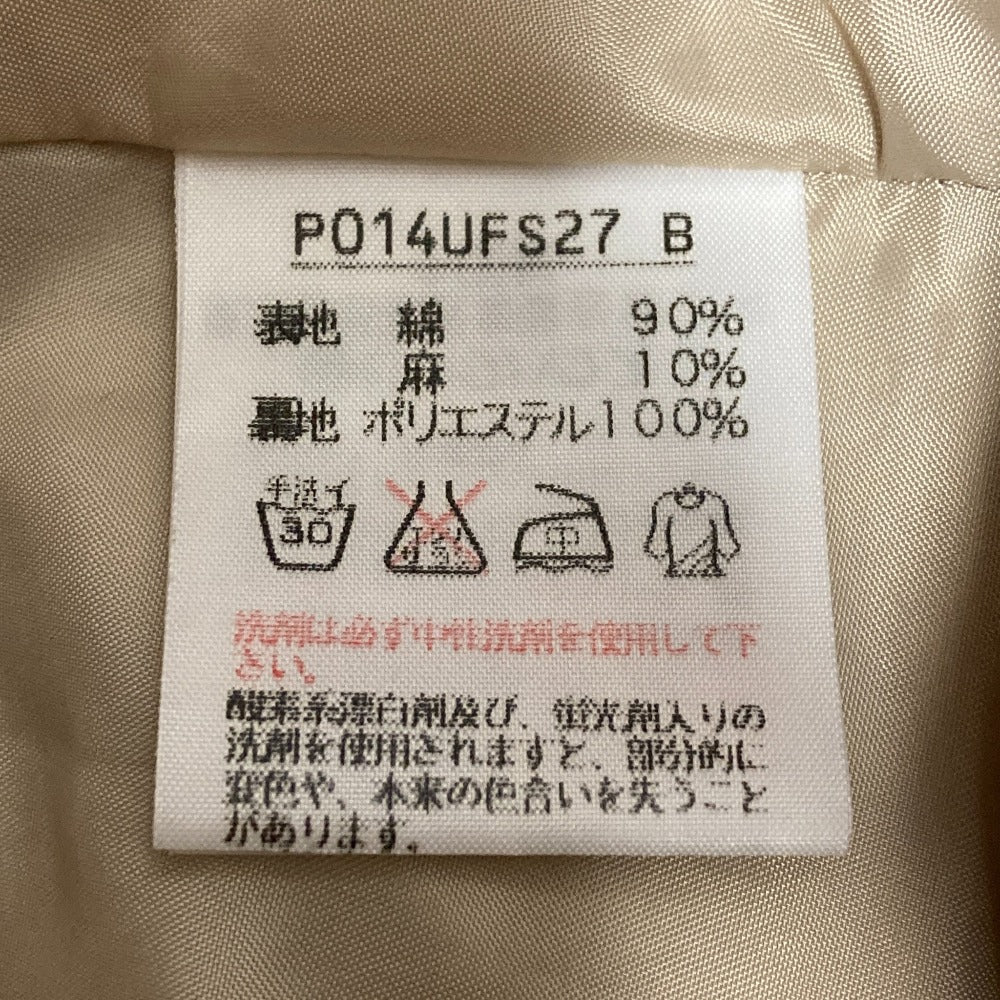 P014UFS27 B
表地 綿 90%
麻 10%
裏地 ポリエステル100%
手洗イ
30
中
洗剤は必ず中性洗剤を使用して下
さい。
酸素系漂白剤及び、蛍光剤入りの
洗剤を使用されますと、部分的に
変色や、本来の色合いを失うこと
があります。